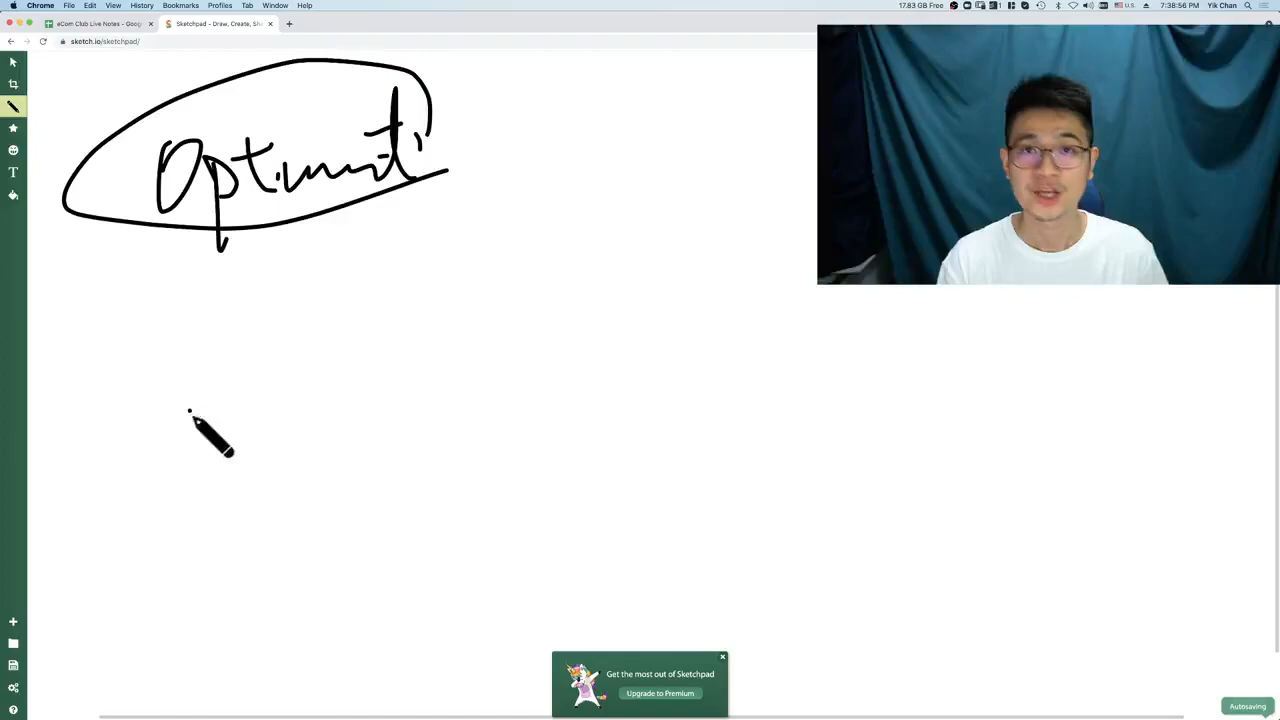 Chrome File Edit View History Bookmarks Profiles Tab Window Help
17.83 GB Free
U.S.
7:38:56 PM Yik Chan
eCom Club Live Notes - Goog
Sketchpad - Draw, Create, Sha
sketch.io/sketchpad/
T
Get the most out of Sketchpad
Upgrade to Premium
Autosaving